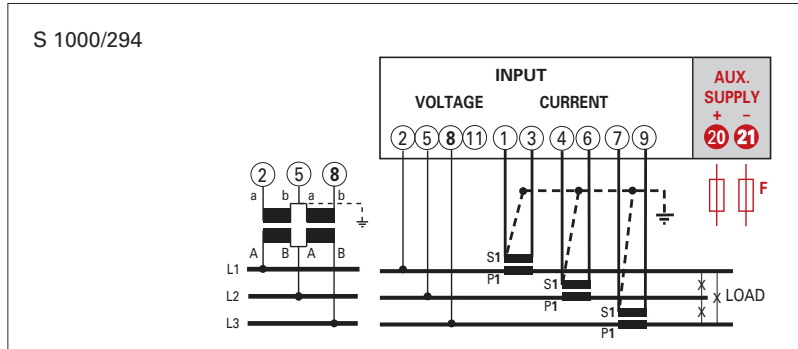 S 1000/294
INPUT
AUX.
SUPPLY
VOLTAGE CURRENT
+ −
2 5 8 11 1 3 4 6 7 9 20 21
2 5 8
a b a b
F
A B A B
S1
P1
L1
S1
P1
L2
X
X LOAD
X
S1
P1
L3